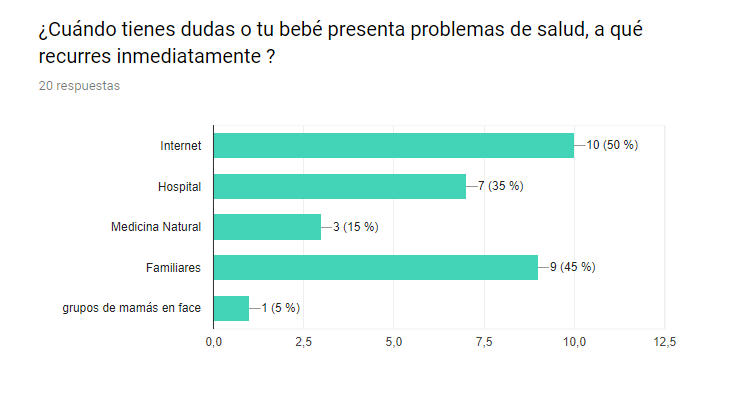 ¿Cuándo tienes dudas o tu bebé presenta problemas de salud, a qué
recurres inmediatamente ?
20 respuestas
Internet
10 (50 %)
Hospital
7 (35 %)
Medicina Natural
3 (15 %)
Familiares
9 (45 %)
grupos de mamás en face
1 (5 %)
0,0 2,5 5,0 7,5 10,0 12,5